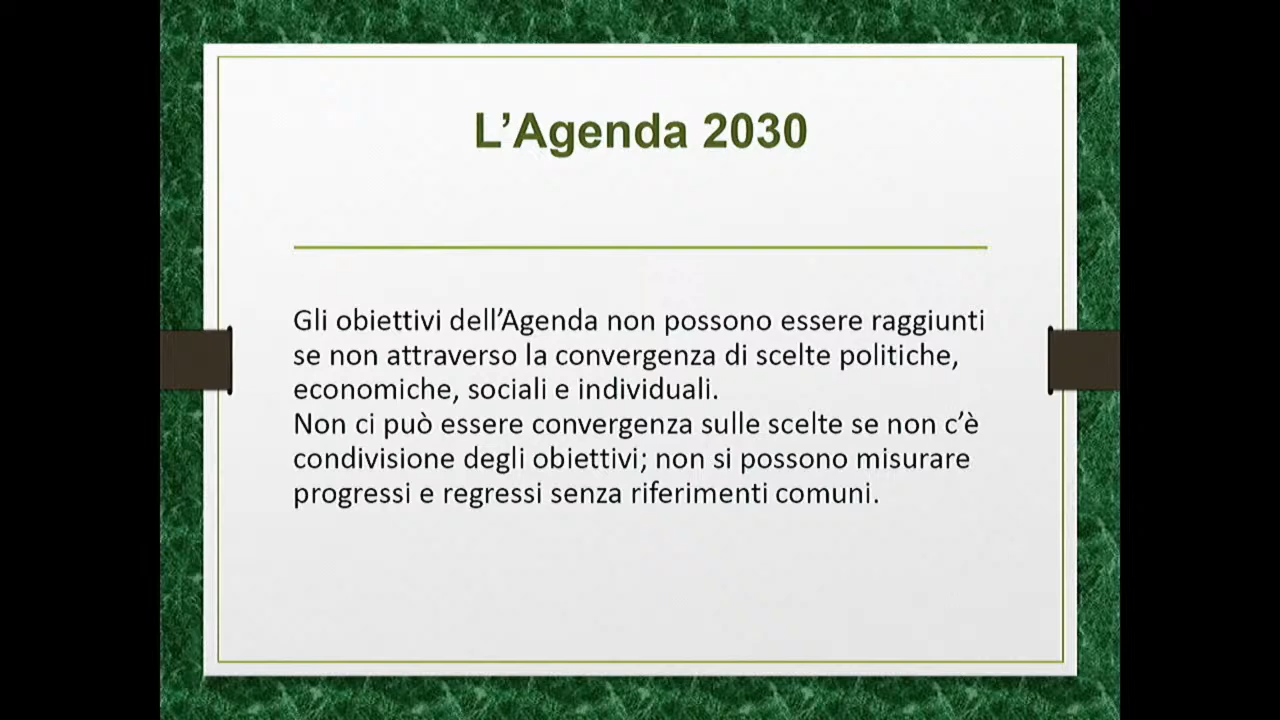 L’Agenda 2030
Gli obiettivi dell’Agenda non possono essere raggiunti
se non attraverso la convergenza di scelte politiche,
economiche, sociali e individuali.
Non ci può essere convergenza sulle scelte se non c’è
condivisione degli obiettivi; non si possono misurare
progressi e regressi senza riferimenti comuni.